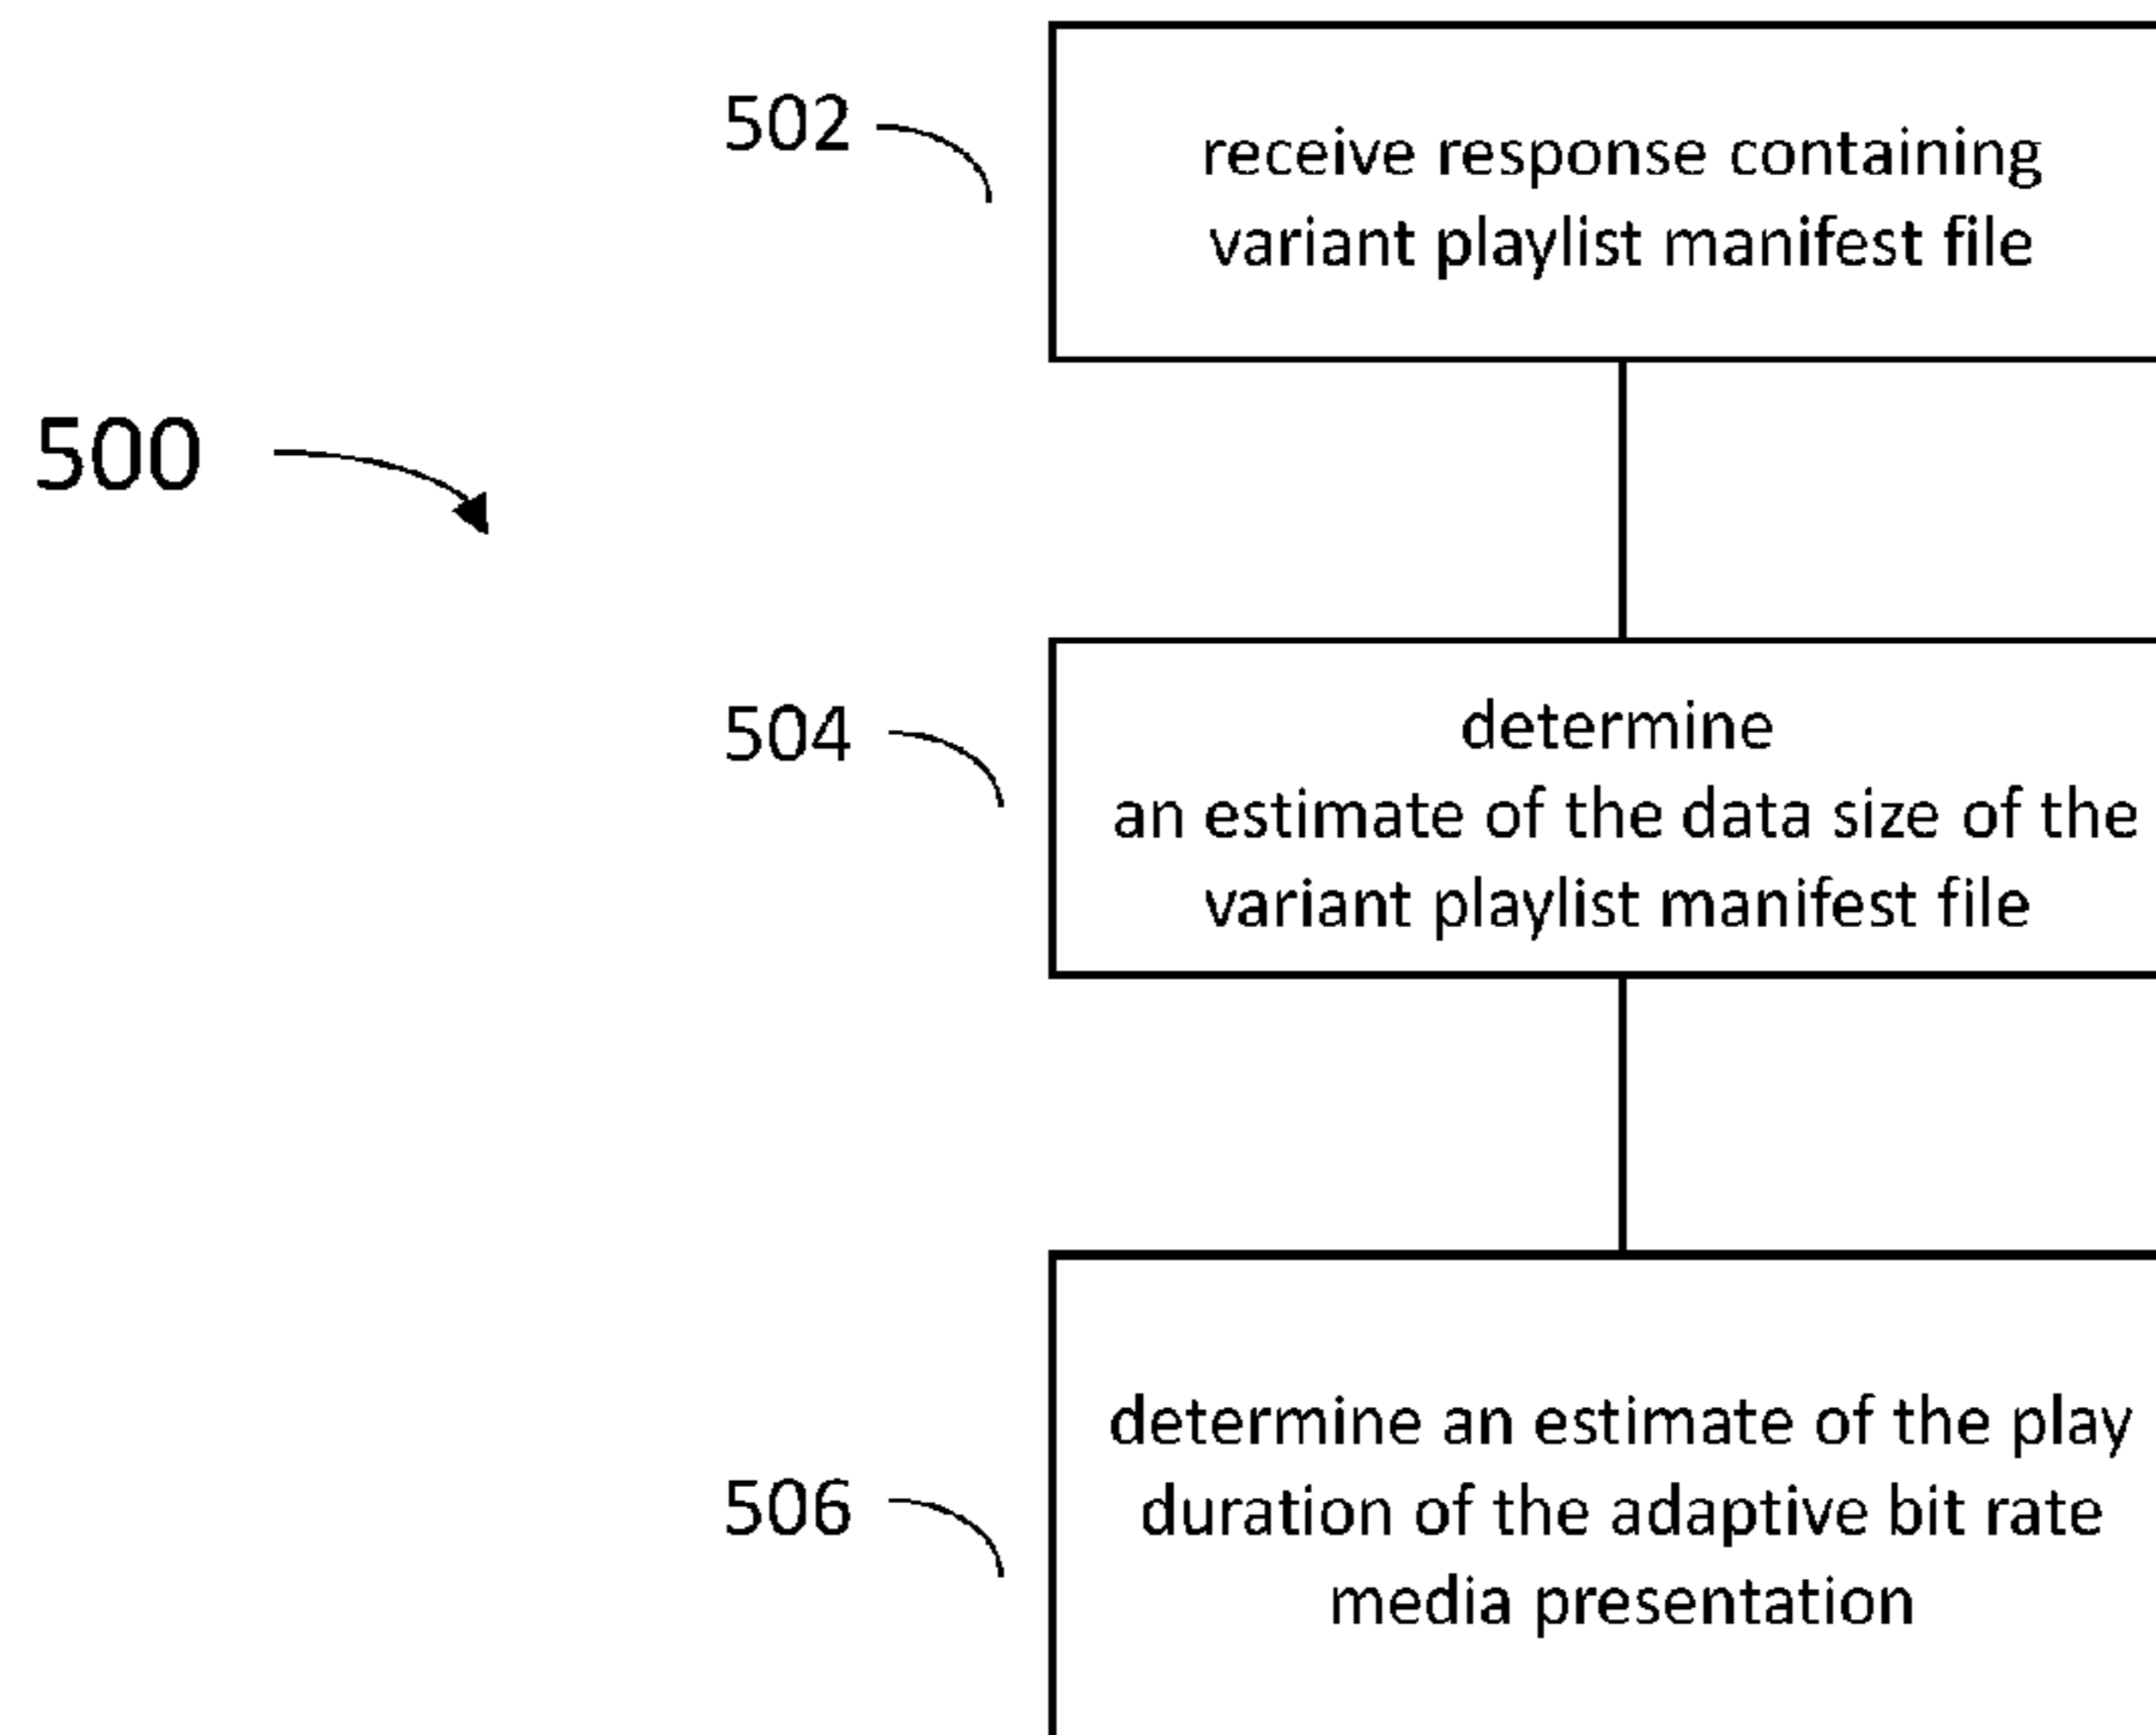 502
receive response containing
variant playlist manifest file
500
504
determine
an estimate of the data size of the
variant playlist manifest file
506
determine an estimate of the play
duration of the adaptive bit rate
media presentation